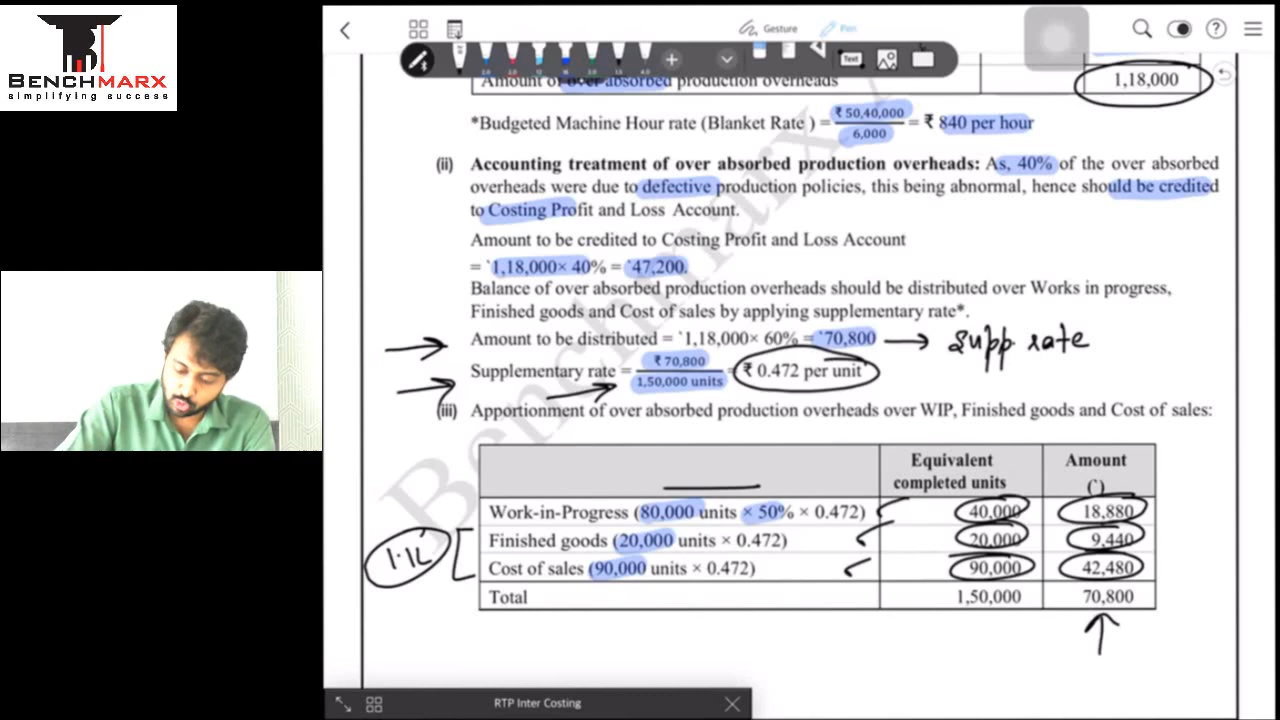 BENCHMARX
simplifying success
Gesture
Pen
Text
Amount of over absorbed production overheads 1,18,000
*Budgeted Machine Hour rate (Blanket Rate) = ₹ 50,40,000 / 6,000 = ₹ 840 per hour
(ii) Accounting treatment of over absorbed production overheads: As, 40% of the over absorbed
overheads were due to defective production policies, this being abnormal, hence should be credited
to Costing Profit and Loss Account.
Amount to be credited to Costing Profit and Loss Account
= `1,18,000× 40% = `47,200.
Balance of over absorbed production overheads should be distributed over Works in progress,
Finished goods and Cost of sales by applying supplementary rate*.
Amount to be distributed = `1,18,000× 60% = `70,800 → Supp. rate
Supplementary rate = ₹ 70,800 / 1,50,000 units = ₹ 0.472 per unit
(iii) Apportionment of over absorbed production overheads over WIP, Finished goods and Cost of sales:
Equivalent completed units Amount (`)
Work-in-Progress (80,000 units × 50% × 0.472) 40,000 18,880
Finished goods (20,000 units × 0.472) 20,000 9,440
Cost of sales (90,000 units × 0.472) 90,000 42,480
Total 1,50,000 70,800
Benchmarx
RTP Inter Costing